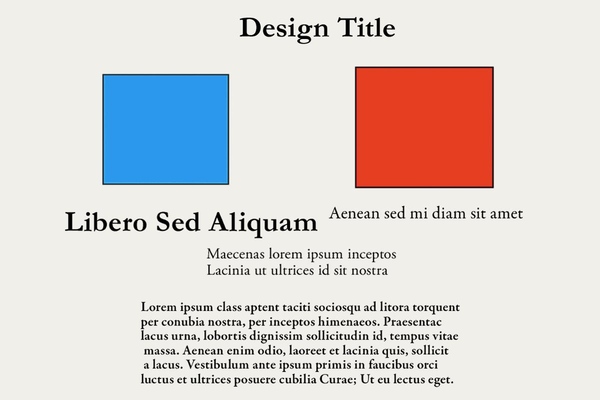 Design Title
Libero Sed Aliquam
Aenean sed mi diam sit amet
Maecenas lorem ipsum inceptos
Lacinia ut ultrices id sit nostra
Lorem ipsum class aptent taciti sociosqu ad litora torquent
per conubia nostra, per inceptos himenaeos. Praesentac
lacus urna, lobortis dignissim sollicitudin id, tempus vitae
massa. Aenean enim odio, laoreet et lacinia quis, sollicit
a lacus. Vestibulum ante ipsum primis in faucibus orci
luctus et ultrices posuere cubilia Curae; Ut eu lectus eget.